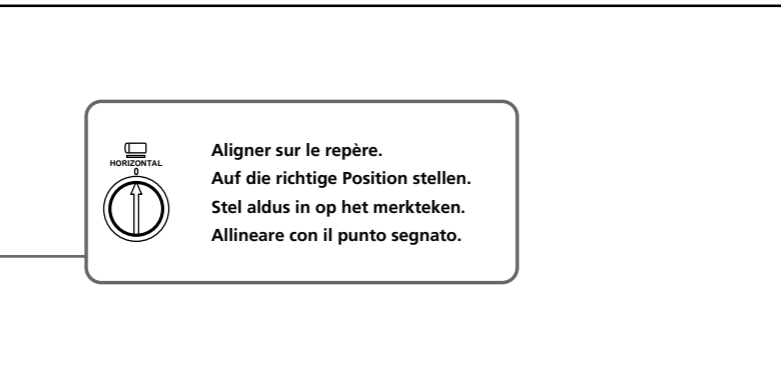 HORIZONTAL
0
Aligner sur le repère.
Auf die richtige Position stellen.
Stel aldus in op het merkteken.
Allineare con il punto segnato.